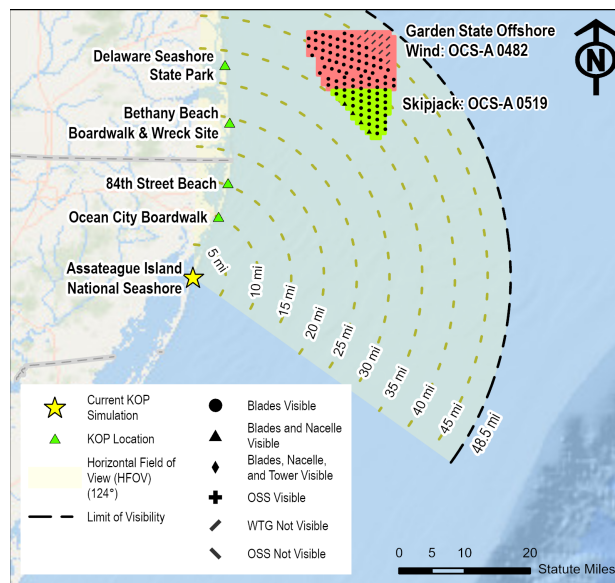 Garden State Offshore
Wind: OCS-A 0482
N
Delaware Seashore
State Park
Skipjack: OCS-A 0519
Bethany Beach
Boardwalk & Wreck Site
84th Street Beach
Ocean City Boardwalk
Assateague Island
National Seashore
5 mi
10 mi
15 mi
20 mi
25 mi
30 mi
35 mi
40 mi
45 mi
48.5 mi
Current KOP
Simulation
KOP Location
Horizontal Field of
View (HFOV)
(124°)
Limit of Visibility
Blades Visible
Blades and Nacelle
Visible
Blades, Nacelle,
and Tower Visible
OSS Visible
WTG Not Visible
OSS Not Visible
0 5 10 20
Statute Miles